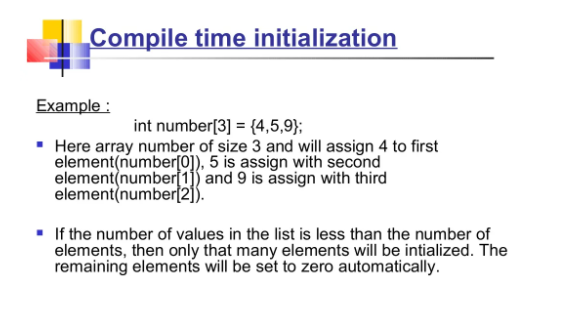 Compile time initialization
Example :
int number[3] = {4,5,9};
Here array number of size 3 and will assign 4 to first
element(number[0]), 5 is assign with second
element(number[1]) and 9 is assign with third
element(number[2]).
If the number of values in the list is less than the number of
elements, then only that many elements will be intialized. The
remaining elements will be set to zero automatically.